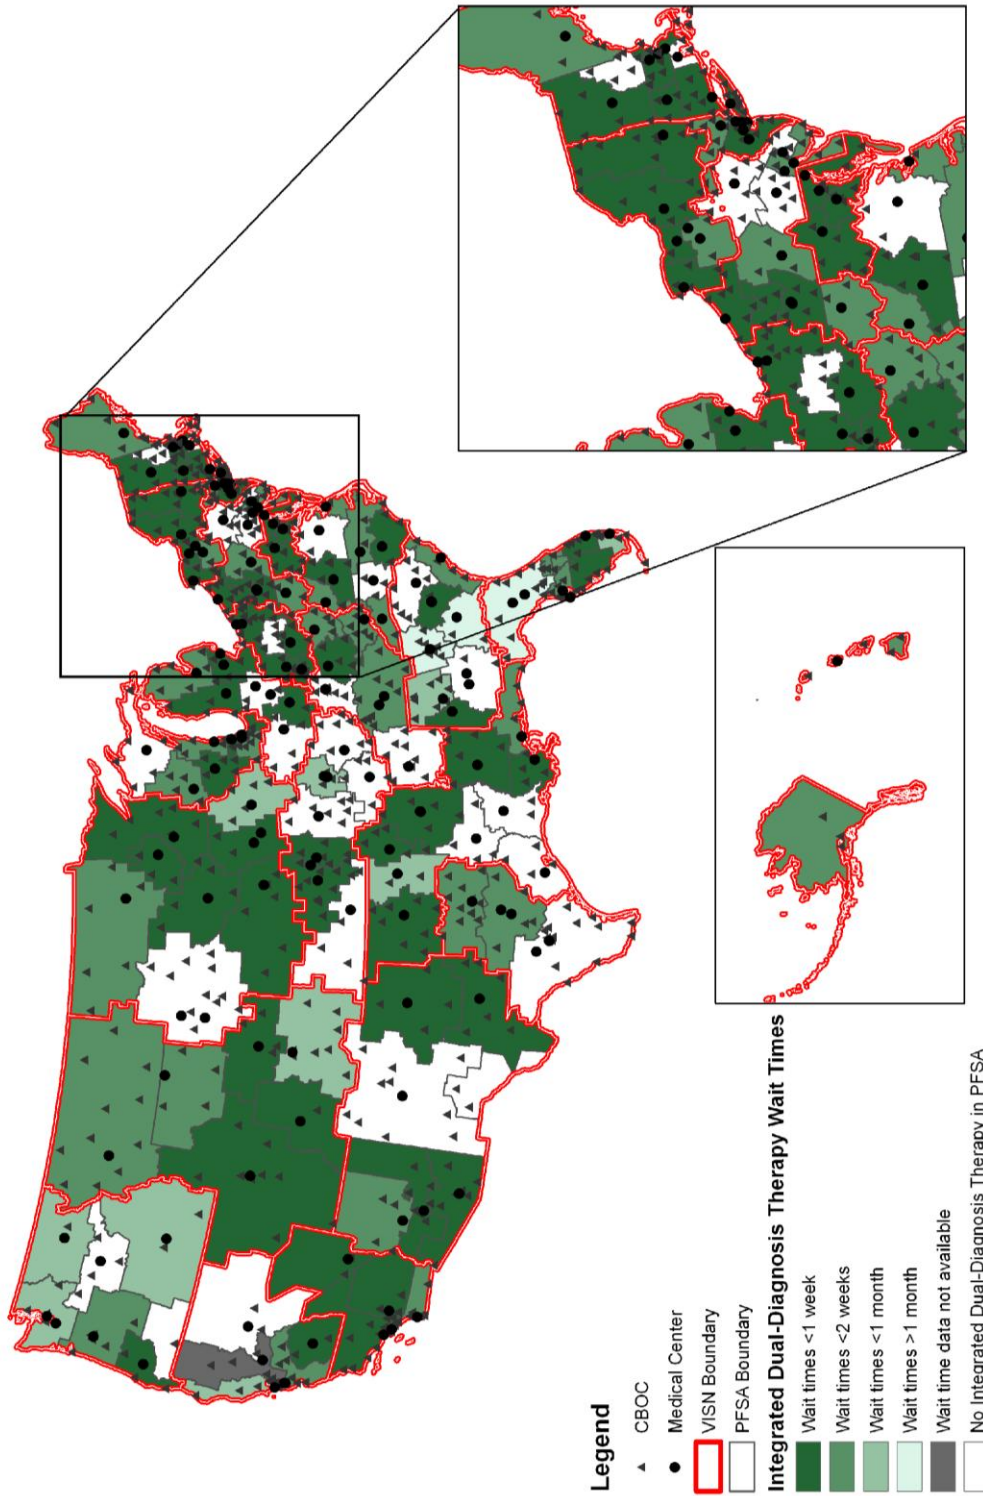 Legend
CBOC
Medical Center
VISN Boundary
PFSA Boundary
Integrated Dual-Diagnosis Therapy Wait Times
Wait times <1 week
Wait times <2 weeks
Wait times <1 month
Wait times >1 month
Wait time data not available
No Integrated Dual-Diagnosis Therapy in PFSA